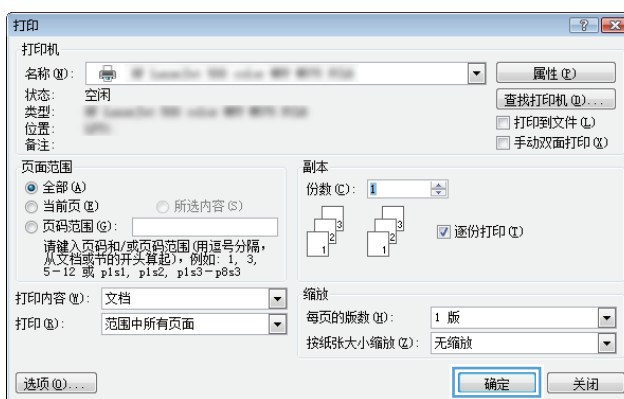 打印
打印机
名称(N):
属性(P)
状态: 空闲
查找打印机(D)...
类型:
位置:
打印到文件(L)
备注:
手动双面打印(X)
页面范围
全部(A)
当前页(E) 所选内容(S)
页码范围(G):
请键入页码和/或页码范围(用逗号分隔,
从文档或节的开头算起), 例如: 1, 3,
5-12 或 p1s1, p1s2, p1s3-p8s3
副本
份数(C): 1
3 3
2 2
1 1
逐份打印(T)
打印内容(W): 文档
打印(R): 范围中所有页面
缩放
每页的版数(H): 1 版
按纸张大小缩放(Z): 无缩放
选项(O)...
确定
关闭